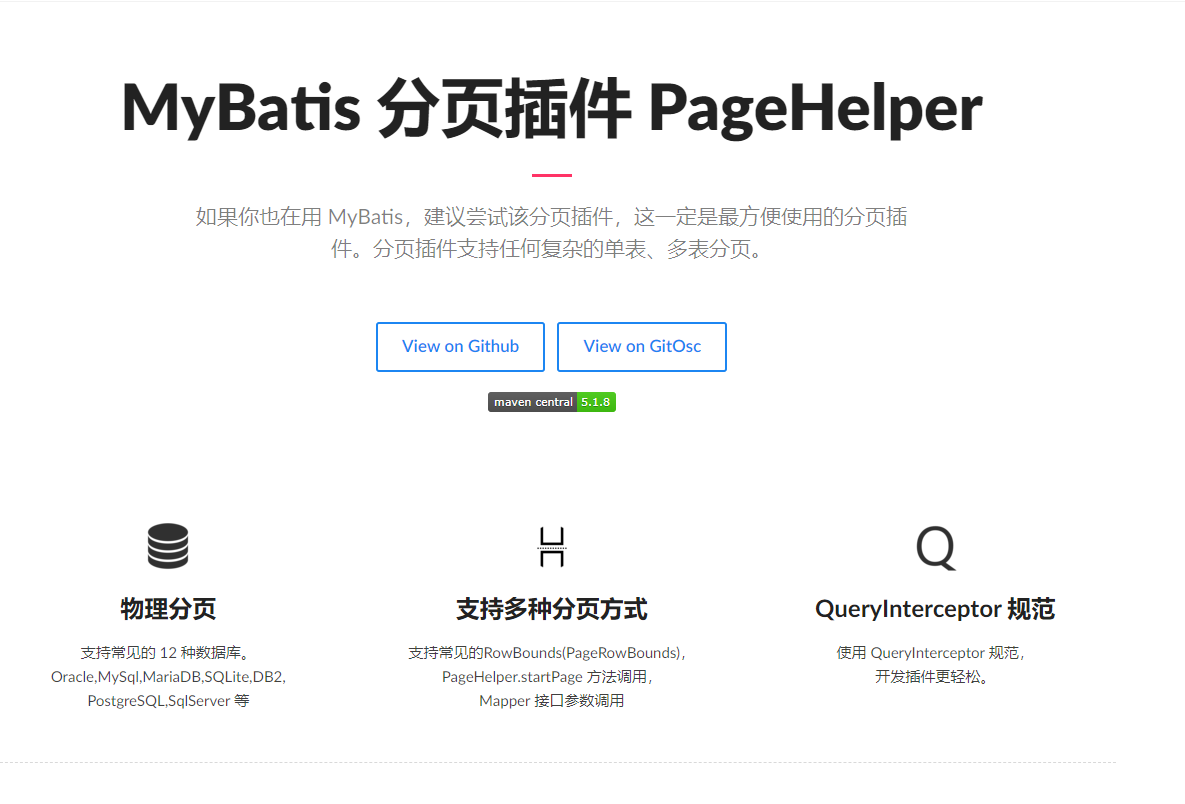 MyBatis 分页插件 PageHelper
如果你也在用 MyBatis，建议尝试该分页插件，这一定是最方便使用的分页插
件。分页插件支持任何复杂的单表、多表分页。
View on Github
View on GitOsc
maven central 5.1.8
物理分页
支持常见的 12 种数据库。
Oracle,MySql,MariaDB,SQLite,DB2,
PostgreSQL,SqlServer 等
支持多种分页方式
支持常见的RowBounds(PageRowBounds)，
PageHelper.startPage 方法调用，
Mapper 接口参数调用
Q
QueryInterceptor 规范
使用 QueryInterceptor 规范，
开发插件更轻松。